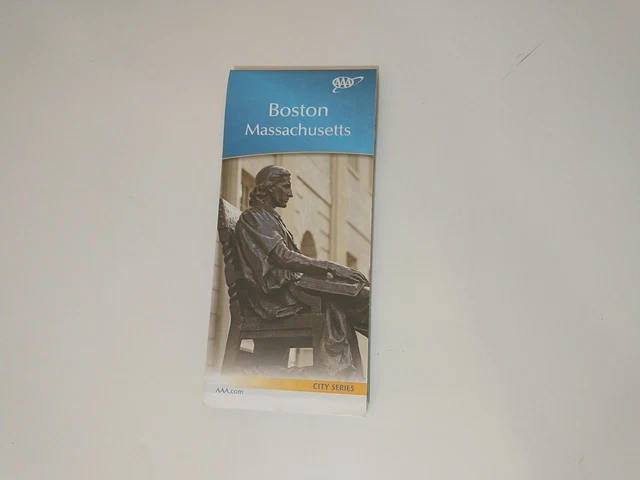 AAA
Boston
Massachusetts
CITY SERIES
AAA.com